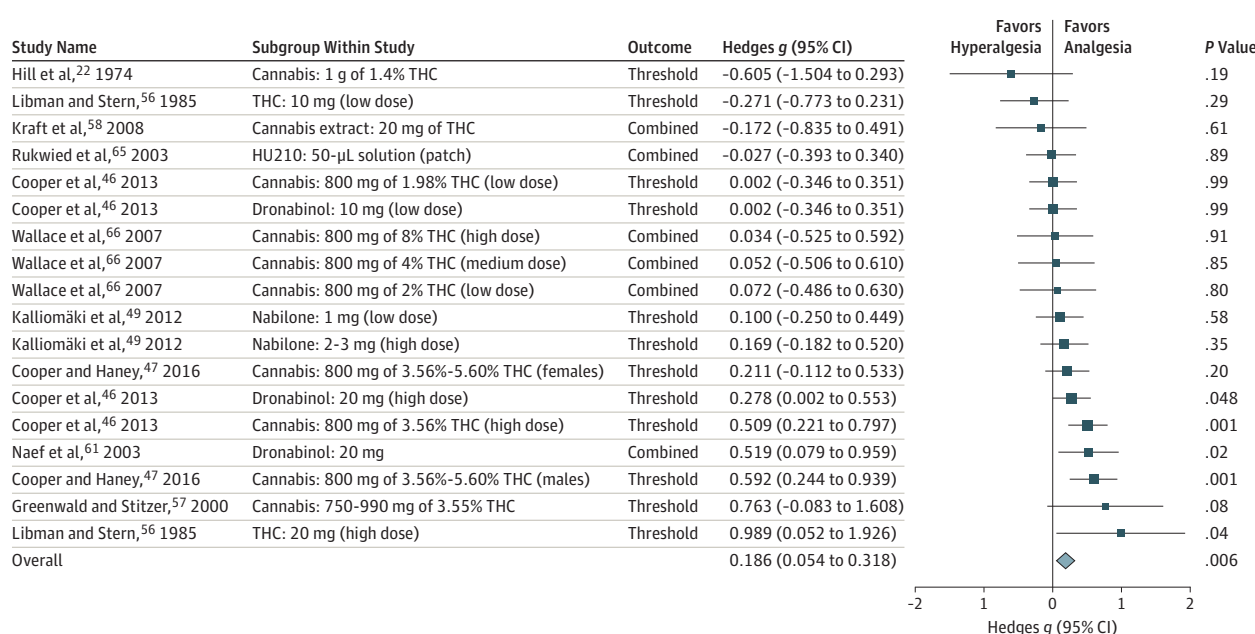 Favors Favors
Study Name Subgroup Within Study Outcome Hedges g (95% CI) Hyperalgesia Analgesia P Value
Hill et al,22 1974 Cannabis: 1 g of 1.4% THC Threshold -0.605 (-1.504 to 0.293) .19
Libman and Stern,56 1985 THC: 10 mg (low dose) Threshold -0.271 (-0.773 to 0.231) .29
Kraft et al,58 2008 Cannabis extract: 20 mg of THC Combined -0.172 (-0.835 to 0.491) .61
Rukwied et al,65 2003 HU210: 50-μL solution (patch) Combined -0.027 (-0.393 to 0.340) .89
Cooper et al,46 2013 Cannabis: 800 mg of 1.98% THC (low dose) Threshold 0.002 (-0.346 to 0.351) .99
Cooper et al,46 2013 Dronabinol: 10 mg (low dose) Threshold 0.002 (-0.346 to 0.351) .99
Wallace et al,66 2007 Cannabis: 800 mg of 8% THC (high dose) Combined 0.034 (-0.525 to 0.592) .91
Wallace et al,66 2007 Cannabis: 800 mg of 4% THC (medium dose) Combined 0.052 (-0.506 to 0.610) .85
Wallace et al,66 2007 Cannabis: 800 mg of 2% THC (low dose) Combined 0.072 (-0.486 to 0.630) .80
Kalliomäki et al,49 2012 Nabilone: 1 mg (low dose) Threshold 0.100 (-0.250 to 0.449) .58
Kalliomäki et al,49 2012 Nabilone: 2-3 mg (high dose) Threshold 0.169 (-0.182 to 0.520) .35
Cooper and Haney,47 2016 Cannabis: 800 mg of 3.56%-5.60% THC (females) Threshold 0.211 (-0.112 to 0.533) .20
Cooper et al,46 2013 Dronabinol: 20 mg (high dose) Threshold 0.278 (0.002 to 0.553) .048
Cooper et al,46 2013 Cannabis: 800 mg of 3.56% THC (high dose) Threshold 0.509 (0.221 to 0.797) .001
Naef et al,61 2003 Dronabinol: 20 mg Combined 0.519 (0.079 to 0.959) .02
Cooper and Haney,47 2016 Cannabis: 800 mg of 3.56%-5.60% THC (males) Threshold 0.592 (0.244 to 0.939) .001
Greenwald and Stitzer,57 2000 Cannabis: 750-990 mg of 3.55% THC Threshold 0.763 (-0.083 to 1.608) .08
Libman and Stern,56 1985 THC: 20 mg (high dose) Threshold 0.989 (0.052 to 1.926) .04
Overall 0.186 (0.054 to 0.318) .006
-2 1 0 1 2
Hedges g (95% CI)